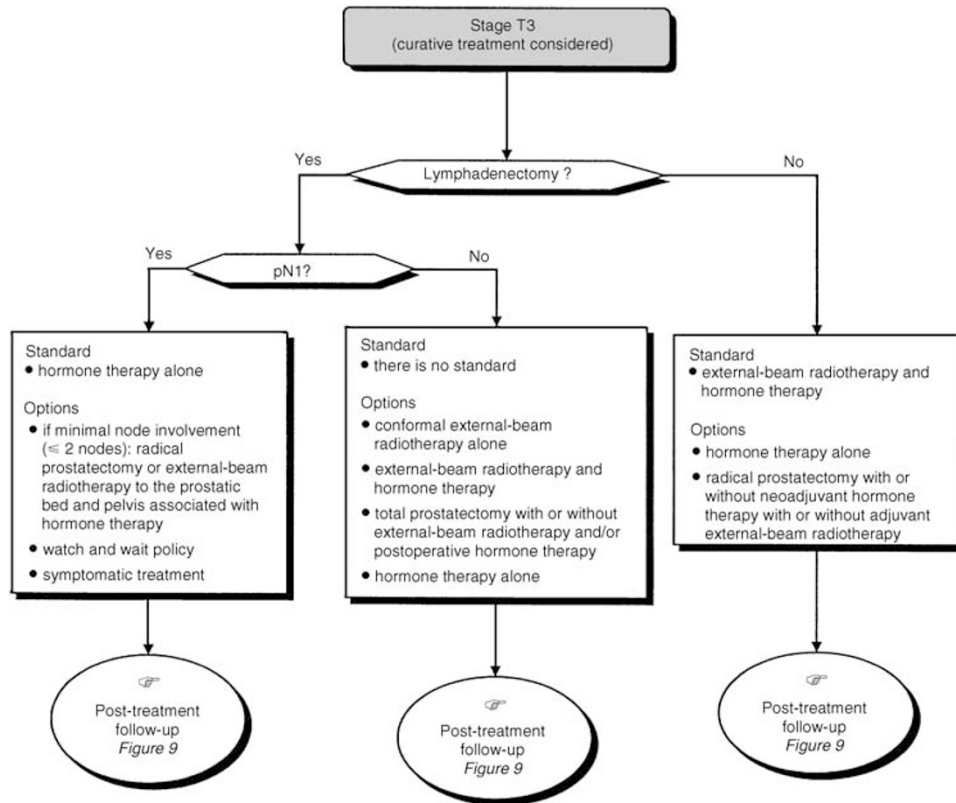 Stage T3
(curative treatment considered)
Yes
No
Lymphadenectomy ?
Yes
No
pN1?
Standard
• hormone therapy alone
Options
• if minimal node involvement
(≤ 2 nodes): radical
prostatectomy or external-beam
radiotherapy to the prostatic
bed and pelvis associated with
hormone therapy
• watch and wait policy
• symptomatic treatment
Standard
• there is no standard
Options
• conformal external-beam
radiotherapy alone
• external-beam radiotherapy and
hormone therapy
• total prostatectomy with or without
external-beam radiotherapy and/or
postoperative hormone therapy
• hormone therapy alone
Standard
• external-beam radiotherapy and
hormone therapy
Options
• hormone therapy alone
• radical prostatectomy with or
without neoadjuvant hormone
therapy with or without adjuvant
external-beam radiotherapy
Post-treatment
follow-up
Figure 9
Post-treatment
follow-up
Figure 9
Post-treatment
follow-up
Figure 9